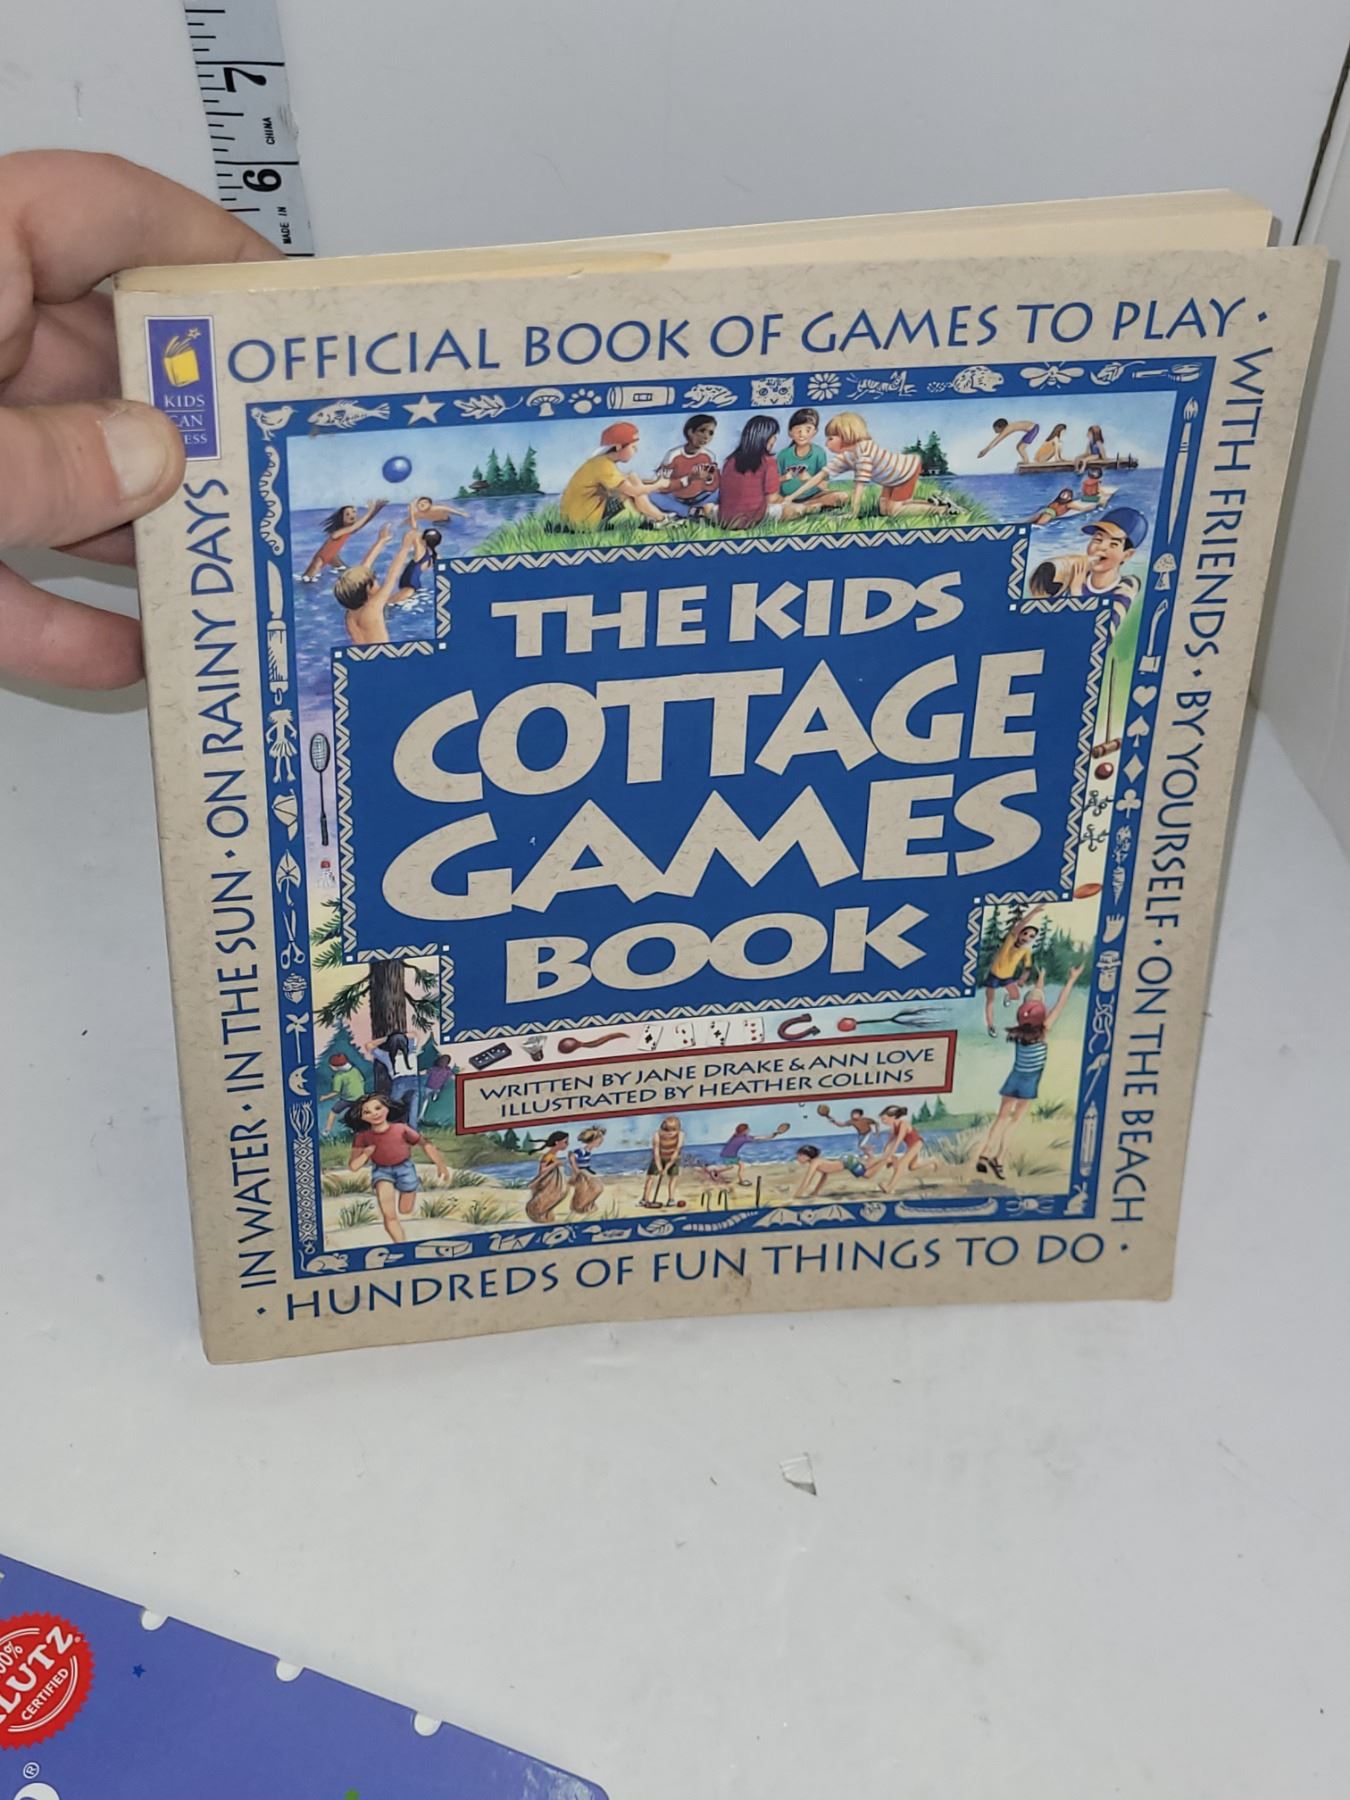 7
CHINA
6
MADE IN
KIDS
CAN
OFFICIAL BOOK OF GAMES TO PLAY •
WITH FRIENDS • BY YOURSELF • ON THE BEACH •
HUNDREDS OF FUN THINGS TO DO
• IN WATER • IN THE SUN • ON RAINY DAYS
THE KIDS
COTTAGE
GAMES
BOOK
WRITTEN BY JANE DRAKE & ANN LOVE
ILLUSTRATED BY HEATHER COLLINS
CERTIFIED
®